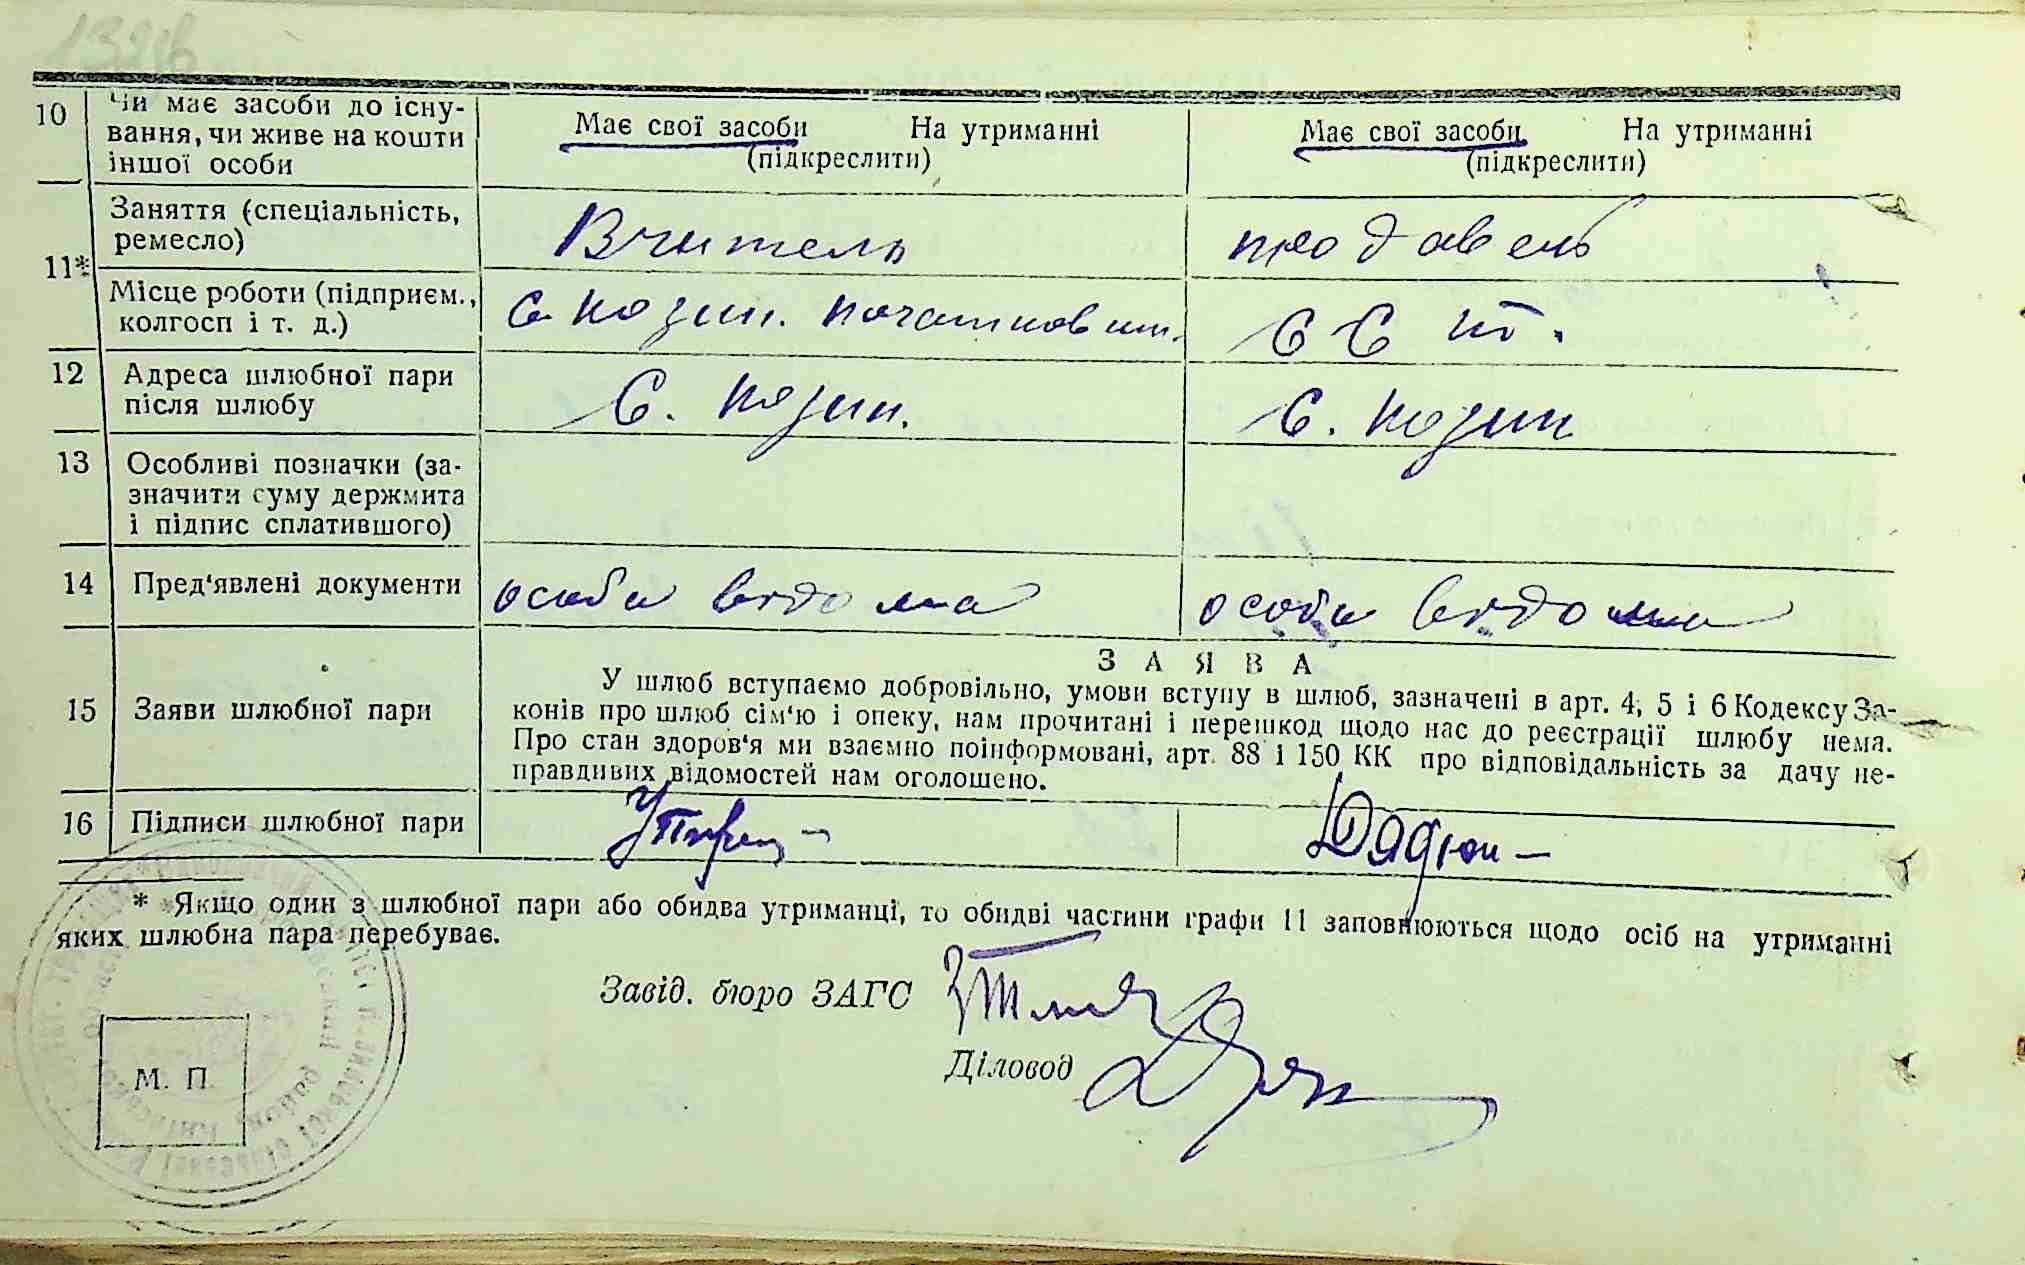 10 Чи має засоби до існу-
вання, чи живе на кошти
іншої особи
Має свої засоби На утриманні
(підкреслити)
Має свої засоби На утриманні
(підкреслити)
11* Заняття (спеціальність,
ремесло)
Вчитель
продавець
Місце роботи (підприєм.,
колгосп і т. д.)
с. Козин. початков шк.
С С Т.
12 Адреса шлюбної пари
після шлюбу
С. Козин.
С. Козин
13 Особливі позначки (за-
значити суму держмита
і підпис сплатившого)
14 Пред'явлені документи
особа відома
особа відома
15 Заяви шлюбної пари
ЗАЯВА
У шлюб вступаємо добровільно, умови вступу в шлюб, зазначені в арт. 4, 5 і 6 Кодексу За-
конів про шлюб сім'ю і опеку, нам прочитані і перешкод щодо нас до реєстрації шлюбу нема.
Про стан здоров'я ми взаємно поінформовані, арт. 88 і 150 КК про відповідальність за дачу не-
правдивих відомостей нам оголошено.
16 Підписи шлюбної пари
* Якщо один з шлюбної пари або обидва утриманці, то обидві частини графи 11 заповнюються щодо осіб на утриманні
яких шлюбна пара перебуває.
Завід. бюро ЗАГС
Діловод
М. П.